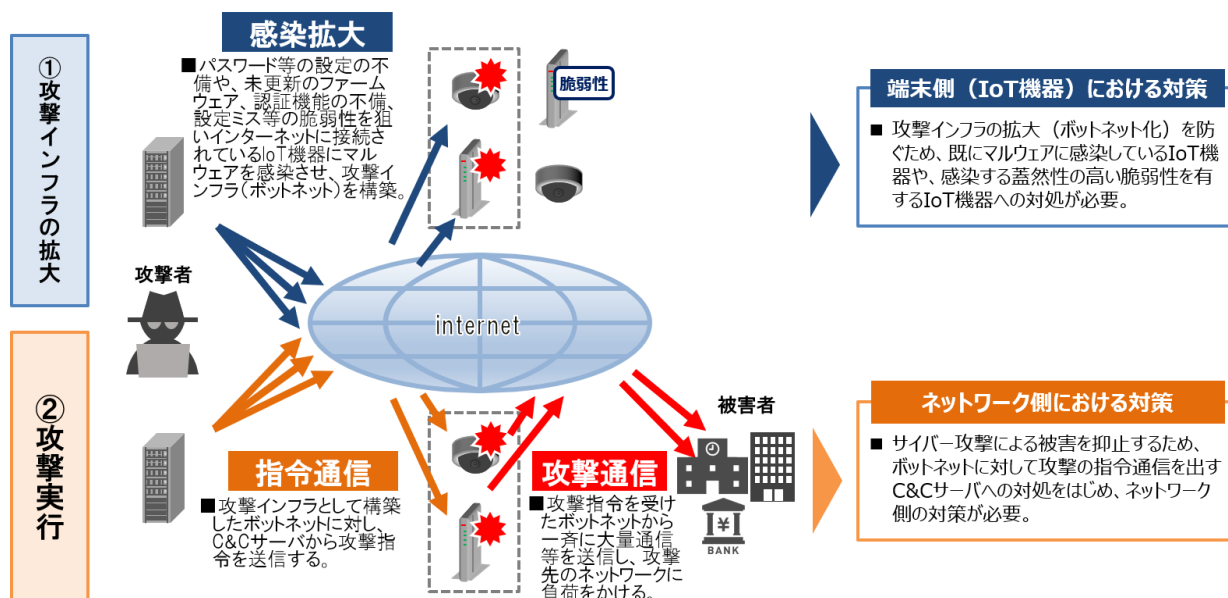 ①攻撃インフラの拡大
感染拡大
■パスワード等の設定の不
備や、未更新のファーム
ウェア、認証機能の不備、
設定ミス等の脆弱性を狙
いインターネットに接続さ
れているIoT機器にマル
ウェアを感染させ、攻撃イ
ンフラ(ボットネット)を構築。
脆弱性
端末側（IoT機器）における対策
■ 攻撃インフラの拡大（ボットネット化）を防
ぐため、既にマルウェアに感染しているIoT機
器や、感染する蓋然性の高い脆弱性を有
するIoT機器への対処が必要。
攻撃者
internet
②攻撃実行
指令通信
■攻撃インフラとして構築
したボットネットに対し、
C&Cサーバから攻撃指
令を送信する。
攻撃通信
■攻撃指令を受け
たボットネットから
一斉に大量通信
等を送信し、攻撃
先のネットワークに
負荷をかける。
被害者
¥
BANK
ネットワーク側における対策
■ サイバー攻撃による被害を抑止するため、
ボットネットに対して攻撃の指令通信を出す
C&Cサーバへの対処をはじめ、ネットワーク
側の対策が必要。